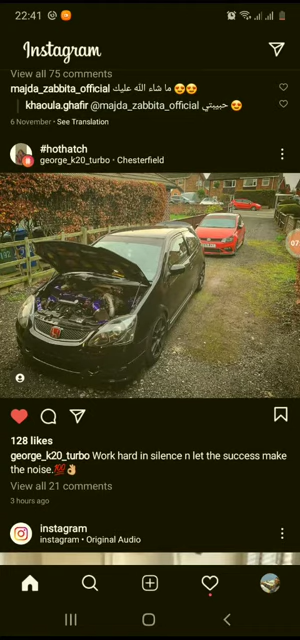 22:41
Instagram
View all 75 comments
majda_zabbita_official ما شاء الله عليك 😍😍
khaoula.ghafir @majda_zabbita_official حبيبتي 😍
6 November • See Translation
#hothatch
george_k20_turbo • Chesterfield
07
128 likes
george_k20_turbo Work hard in silence n let the success make
the noise.💯👌
View all 21 comments
3 hours ago
instagram
instagram • Original Audio